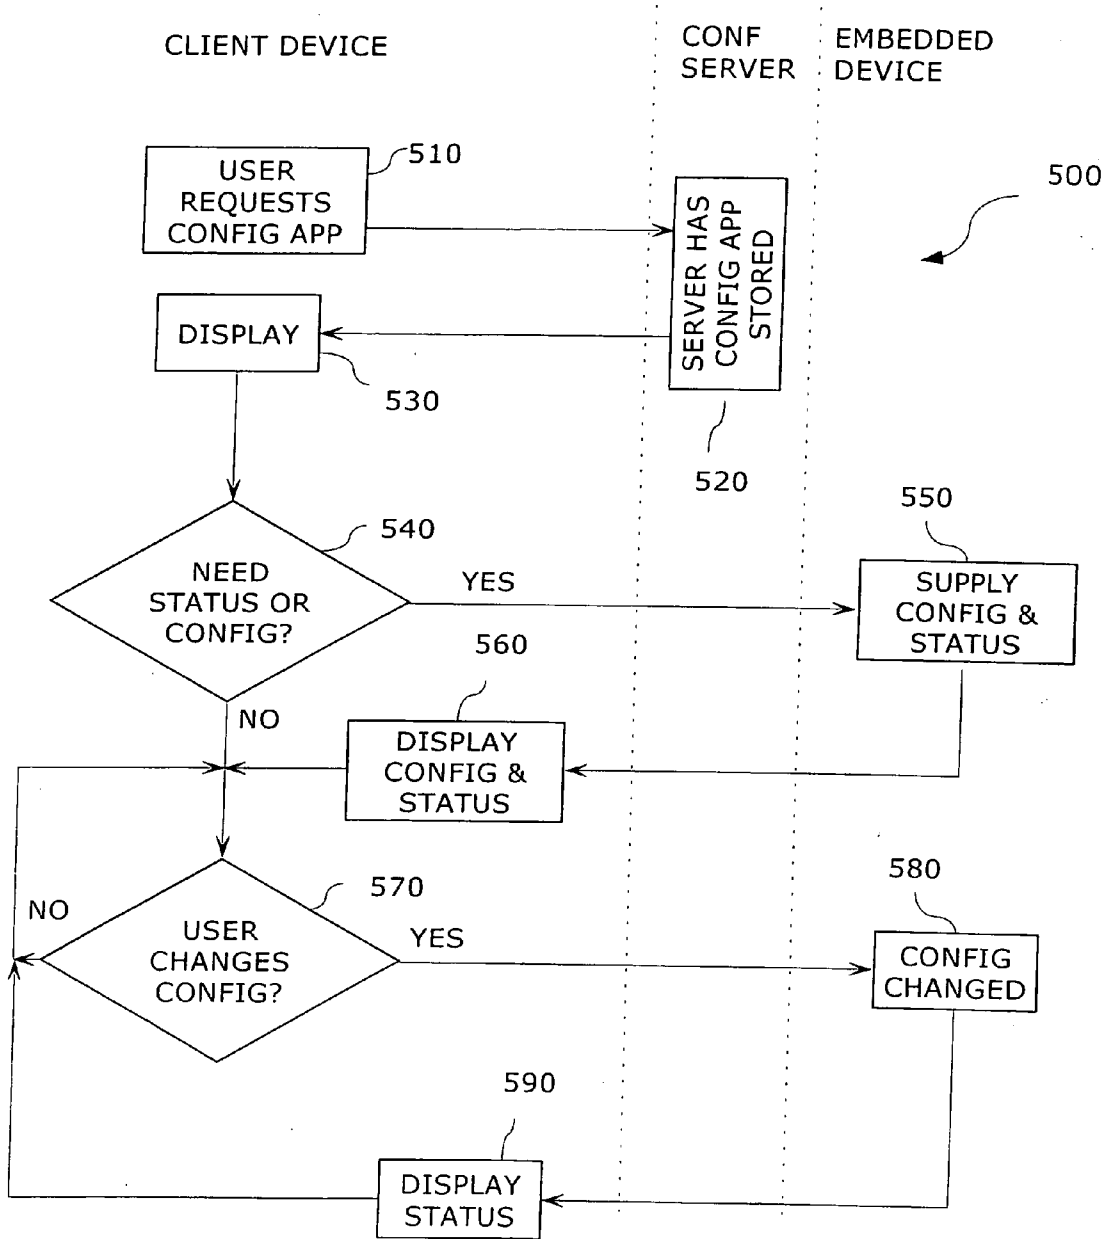 CLIENT DEVICE
CONF
SERVER
EMBEDDED
DEVICE
510
USER
REQUESTS
CONFIG APP
500
SERVER HAS
CONFIG APP
STORED
DISPLAY
530
520
540
NEED
STATUS OR
CONFIG?
YES
550
SUPPLY
CONFIG &
STATUS
NO
560
DISPLAY
CONFIG &
STATUS
570
NO
USER
CHANGES
CONFIG?
YES
580
CONFIG
CHANGED
590
DISPLAY
STATUS